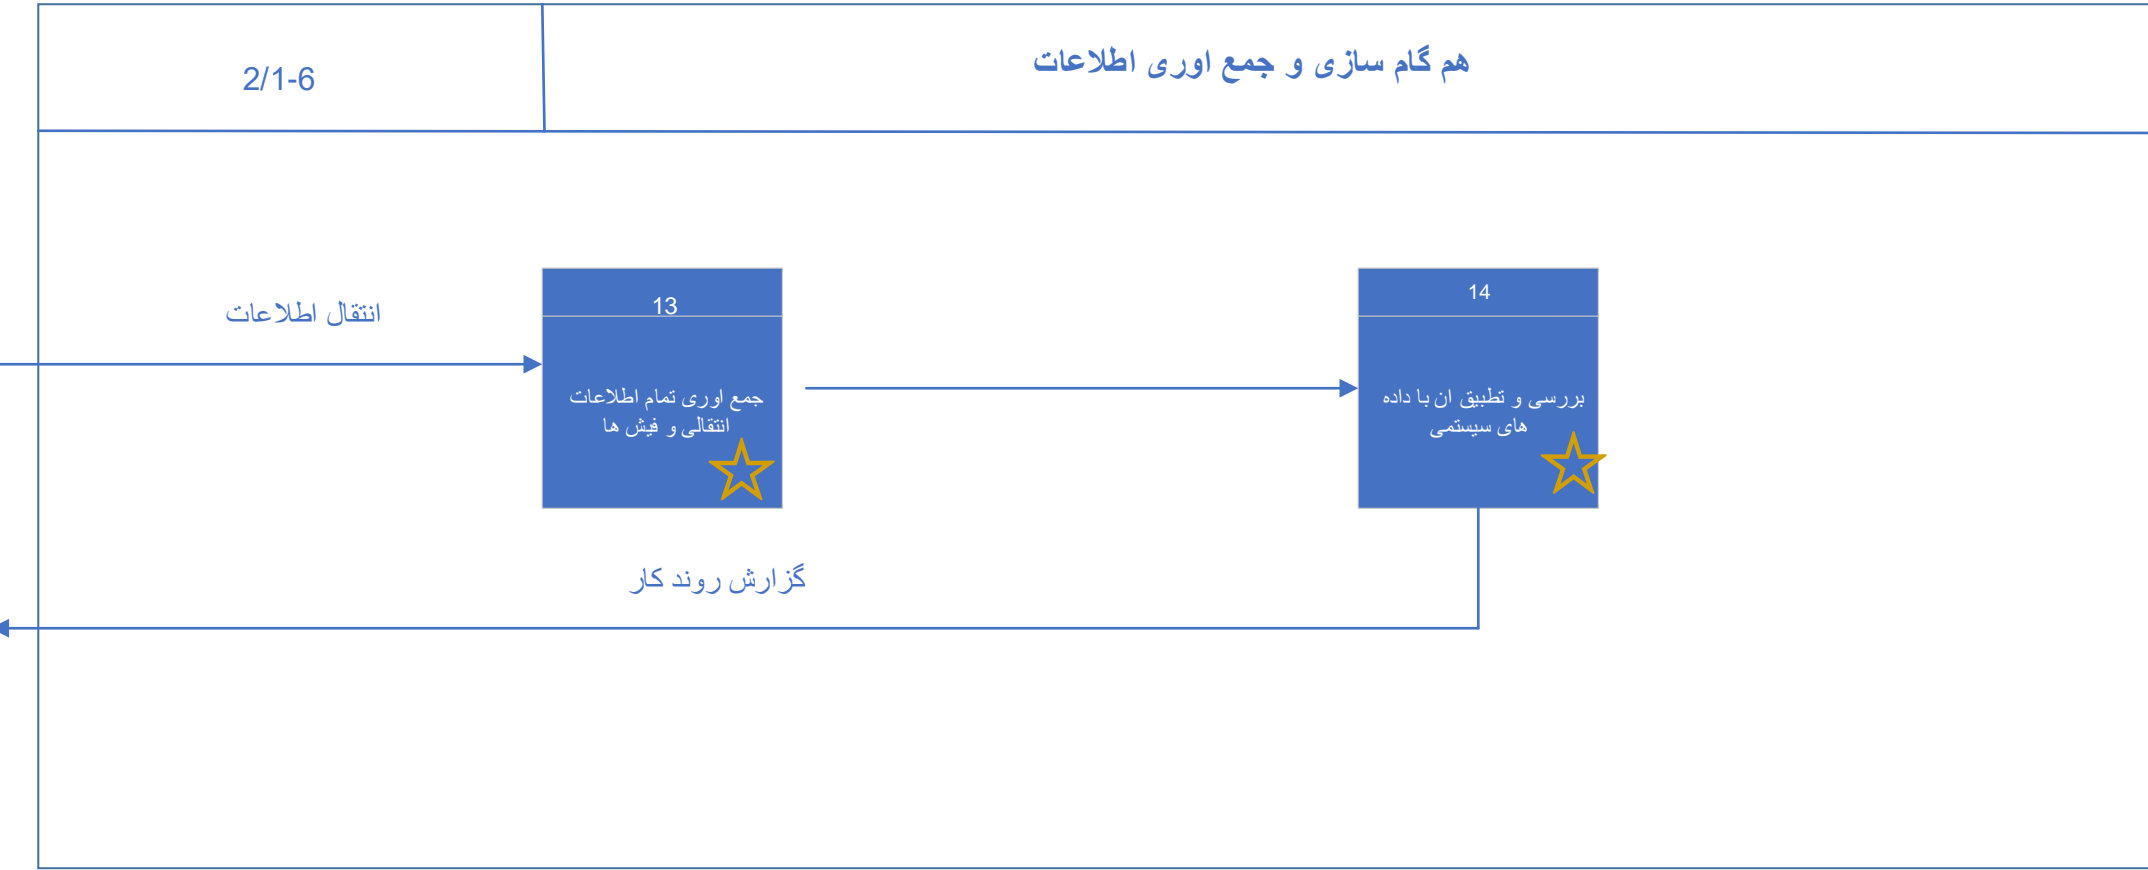 2/1-6
هم گام سازی و جمع اوری اطلاعات
انتقال اطلاعات
13
جمع اوری تمام اطلاعات
انتقالی و فیش ها
14
بررسی و تطبیق ان با داده
های سیستمی
گزارش روند کار